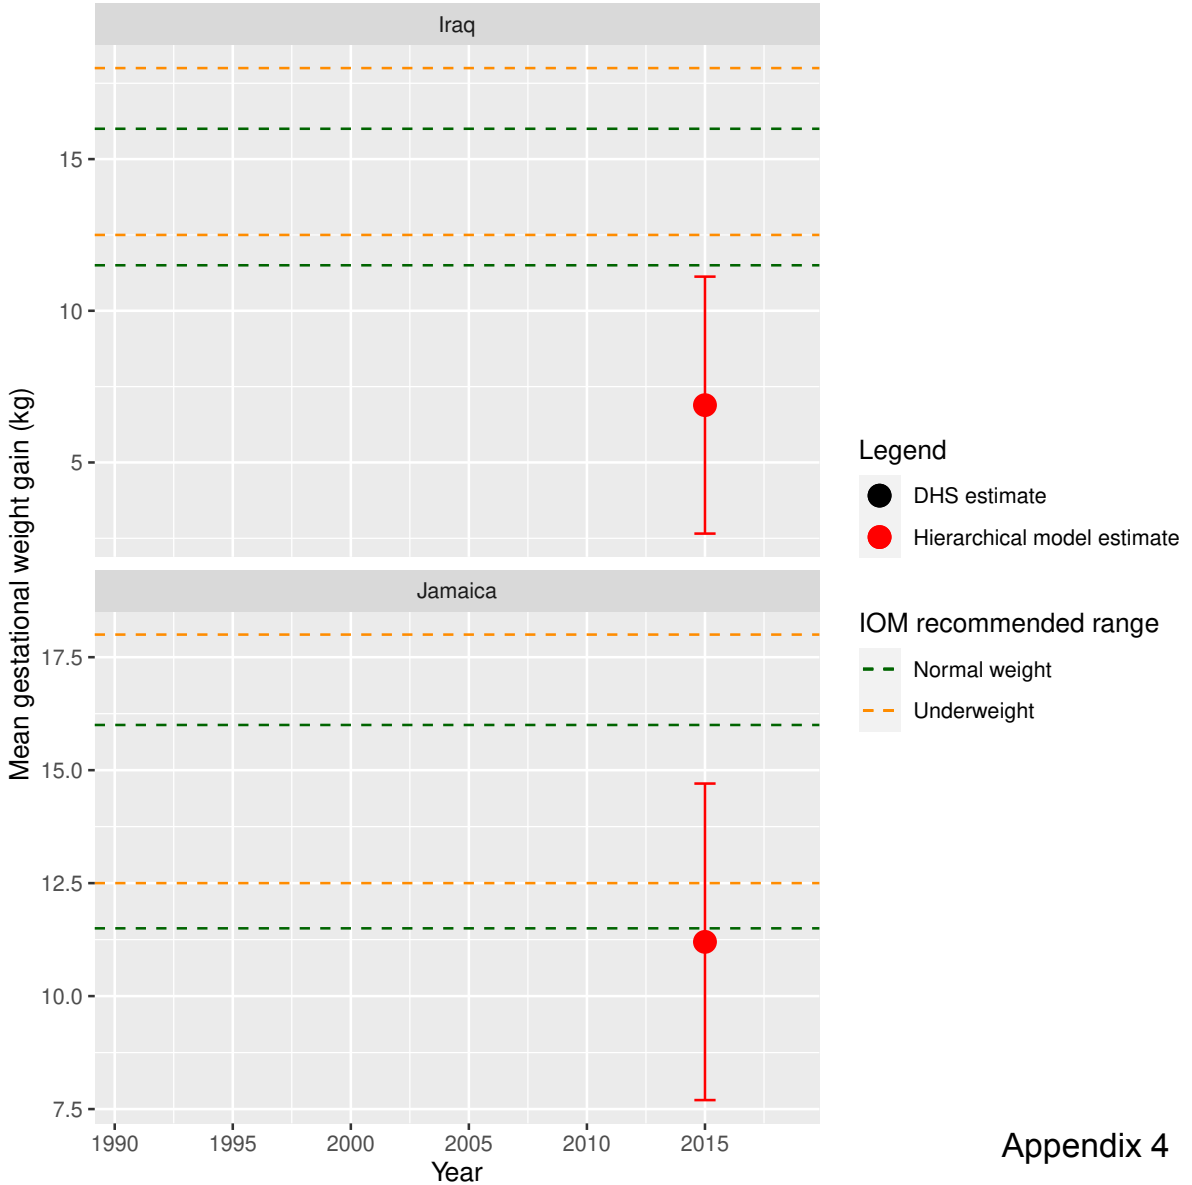 Iraq
15
10
5
Jamaica
17.5
15.0
12.5
10.0
7.5
1990 1995 2000 2005 2010 2015
Year
Mean gestational weight gain (kg)
Legend
DHS estimate
Hierarchical model estimate
IOM recommended range
Normal weight
Underweight
Appendix 4